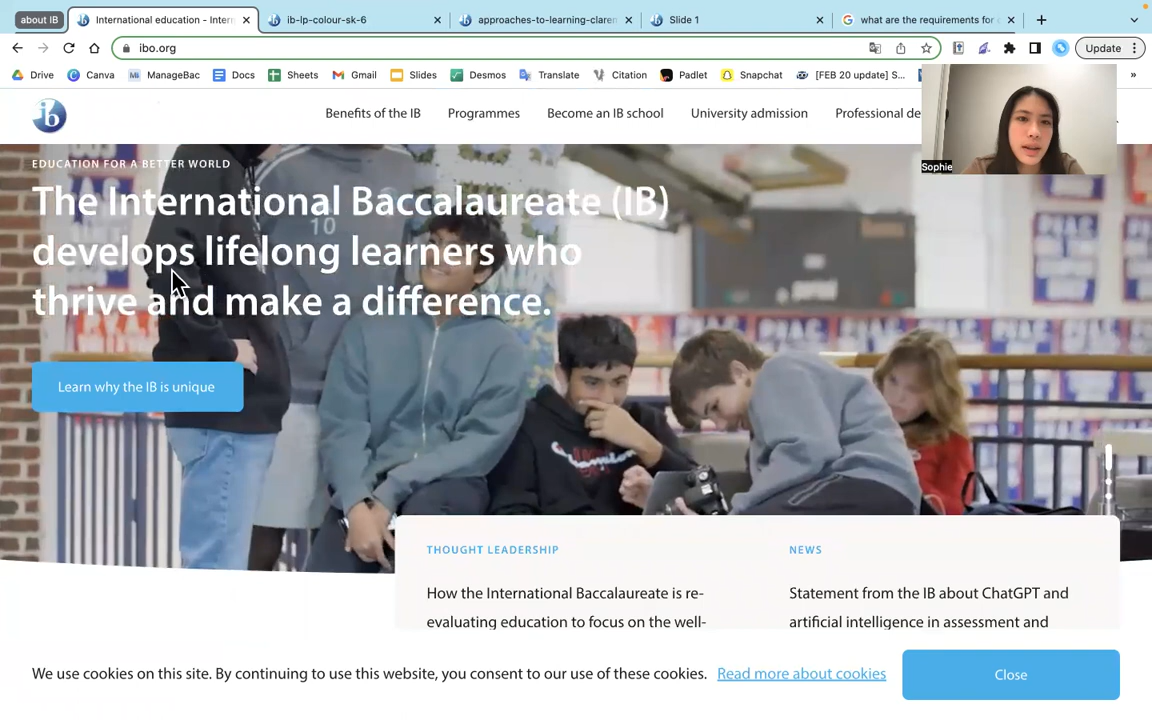 about IB
International education - Intern
ib-lp-colour-sk-6
approaches-to-learning-claren
Slide 1
what are the requirements for
ibo.org
Update
Drive
Canva
ManageBac
Docs
Sheets
Gmail
Slides
Desmos
Translate
Citation
Padlet
Snapchat
[FEB 20 update] S...
»
ib
Benefits of the IB
Programmes
Become an IB school
University admission
Professional de
Sophie
EDUCATION FOR A BETTER WORLD
The International Baccalaureate (IB)
develops lifelong learners who
thrive and make a difference.
10
Learn why the IB is unique
THOUGHT LEADERSHIP
How the International Baccalaureate is re-
evaluating education to focus on the well-
NEWS
Statement from the IB about ChatGPT and
artificial intelligence in assessment and
We use cookies on this site. By continuing to use this website, you consent to our use of these cookies. Read more about cookies
Close